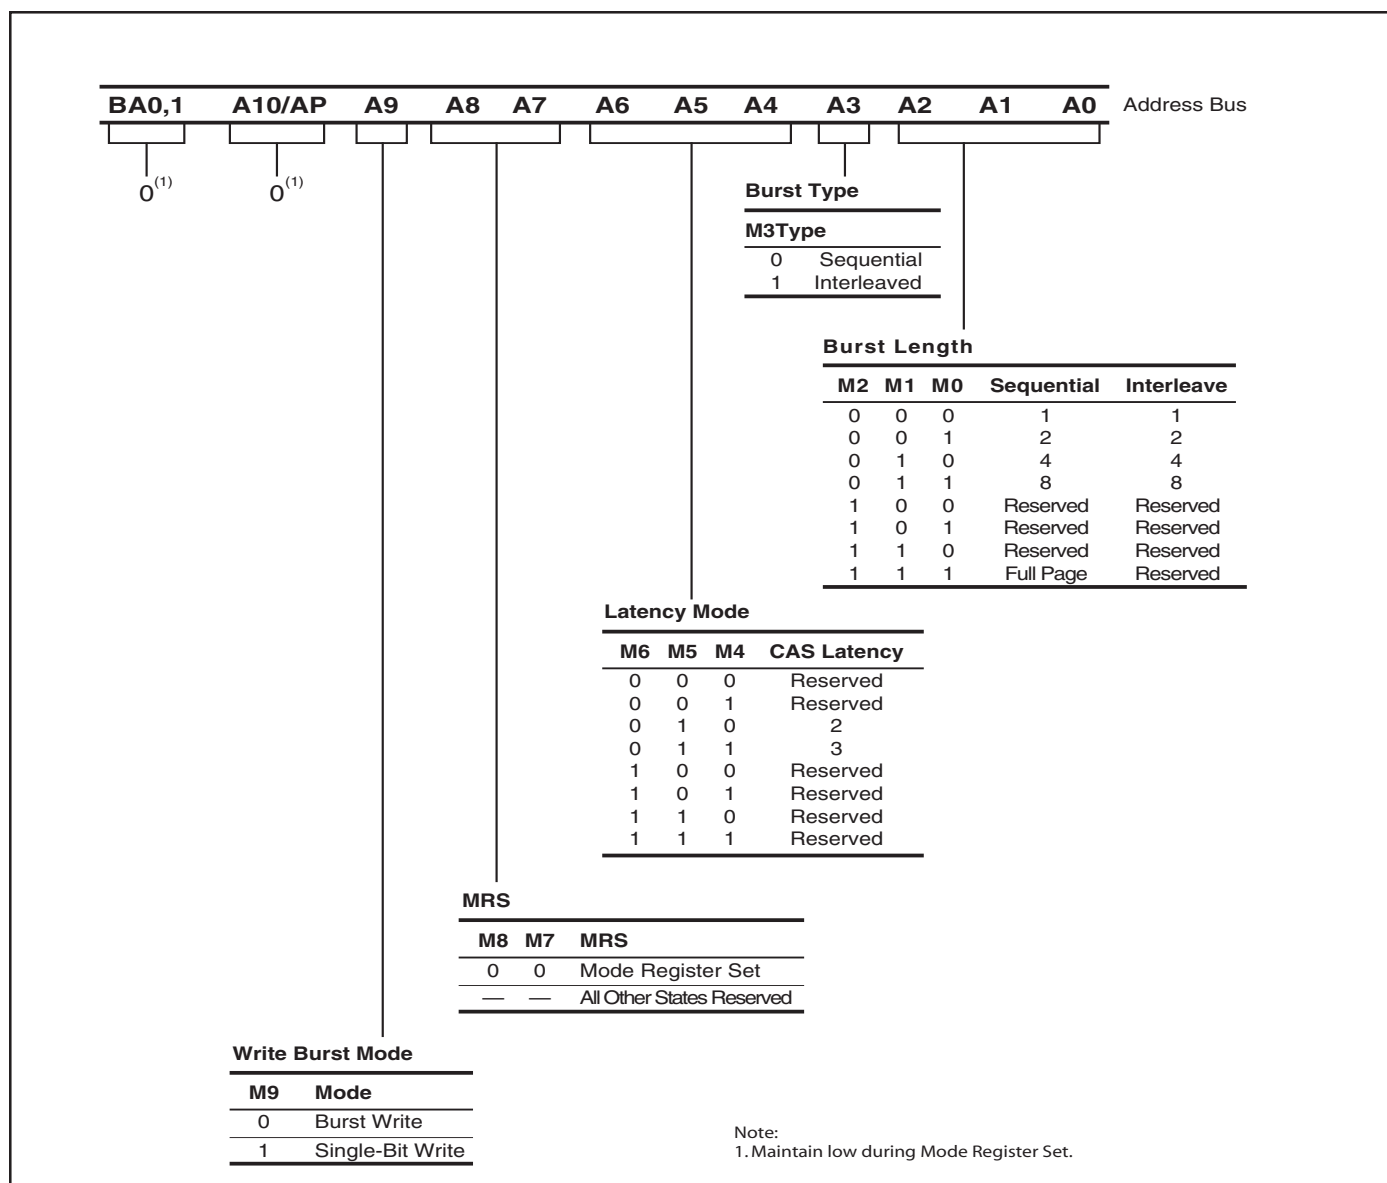 BA0,1 A10/AP A9 A8 A7 A6 A5 A4 A3 A2 A1 A0 Address Bus
0(1) 0(1)
Burst Type
M3Type
0 Sequential
1 Interleaved
Burst Length
M2 M1 M0 Sequential Interleave
0 0 0 1 1
0 0 1 2 2
0 1 0 4 4
0 1 1 8 8
1 0 0 Reserved Reserved
1 0 1 Reserved Reserved
1 1 0 Reserved Reserved
1 1 1 Full Page Reserved
Latency Mode
M6 M5 M4 CAS Latency
0 0 0 Reserved
0 0 1 Reserved
0 1 0 2
0 1 1 3
1 0 0 Reserved
1 0 1 Reserved
1 1 0 Reserved
1 1 1 Reserved
MRS
M8 M7 MRS
0 0 Mode Register Set
— — All Other States Reserved
Write Burst Mode
M9 Mode
0 Burst Write
1 Single-Bit Write
Note:
1. Maintain low during Mode Register Set.